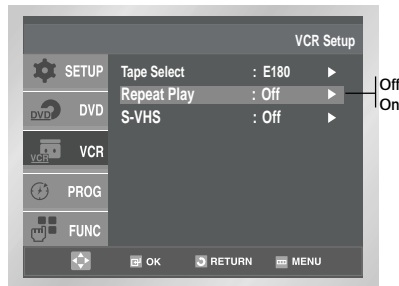 VCR Setup
SETUP
DVD
DVD
VCR
VCR
PROG
FUNC
Tape Select : E180
Repeat Play : Off
S-VHS : Off
Off
On
OK
RETURN
MENU